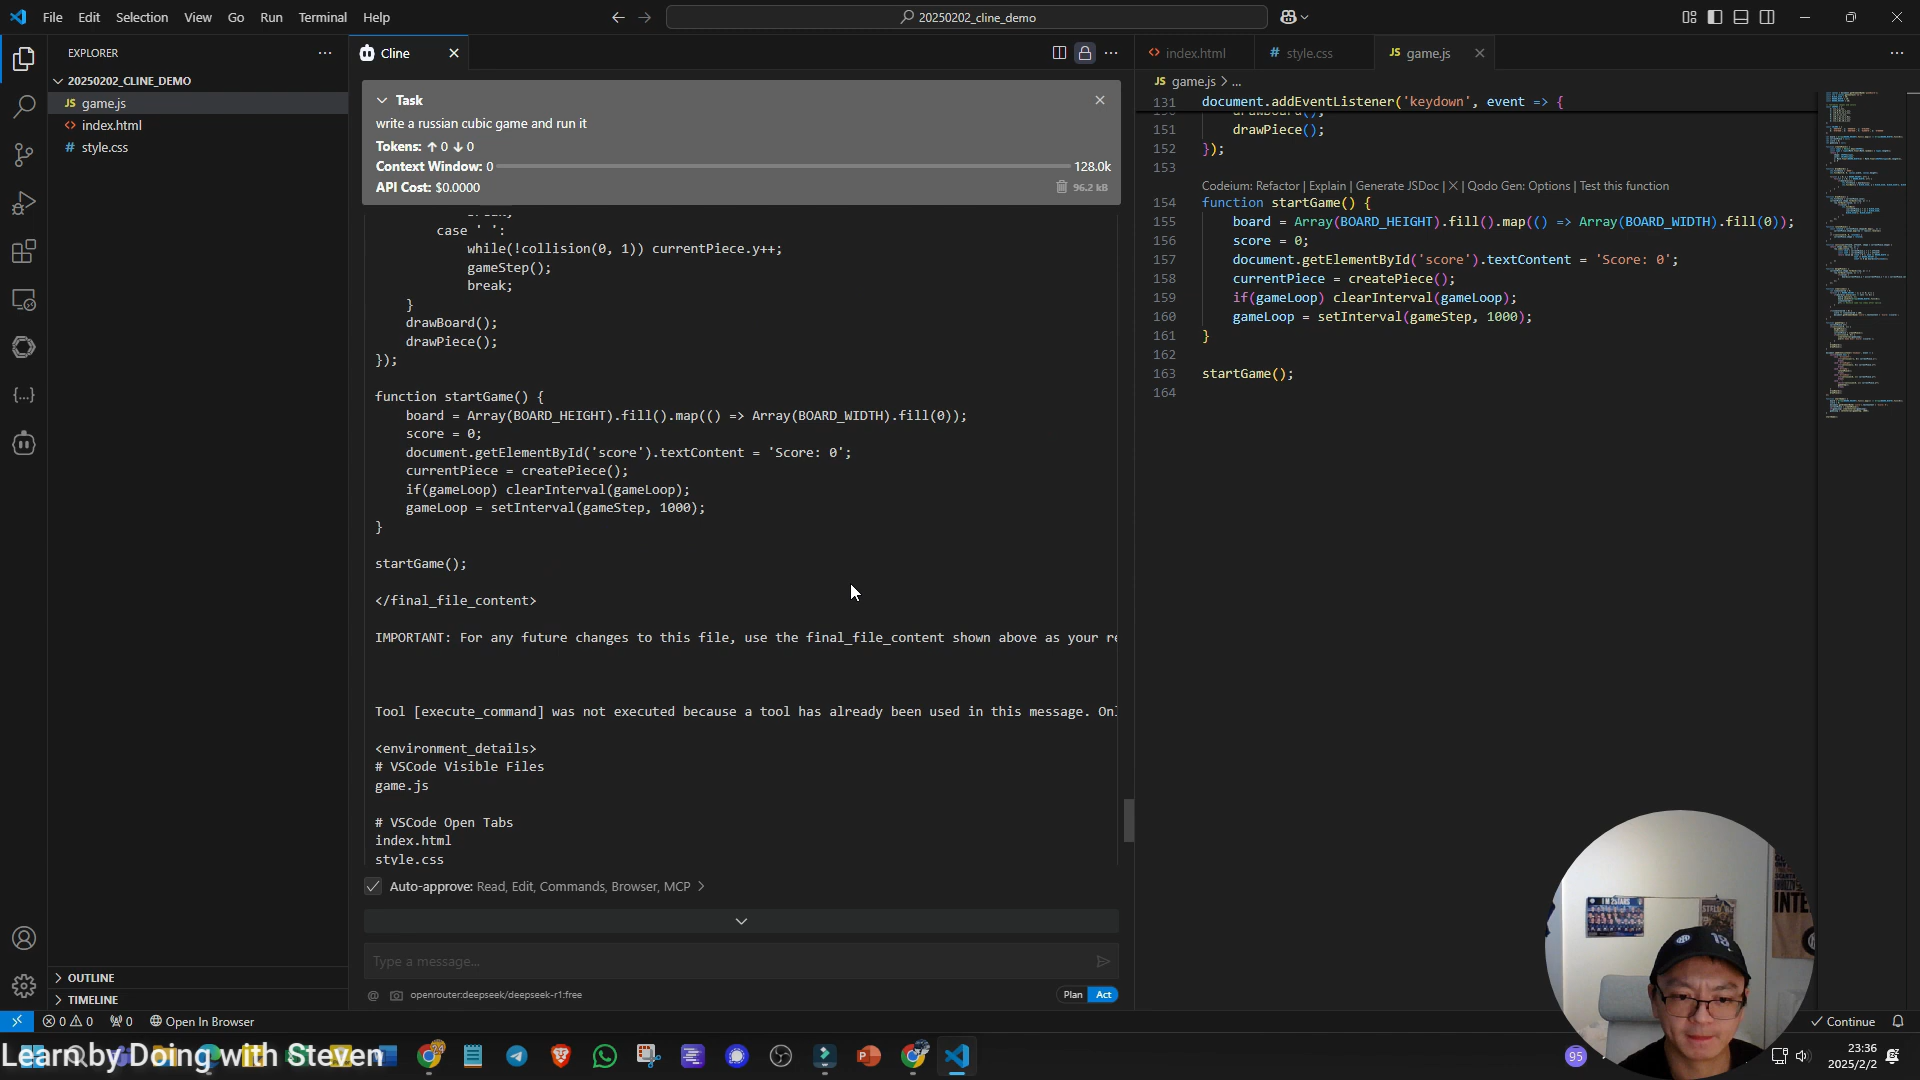 File Edit Selection View Go Run Terminal Help
20250202_cline_demo
EXPLORER
20250202_CLINE_DEMO
JS game.js
index.html
# style.css
OUTLINE
TIMELINE
Cline
Task
write a russian cubic game and run it
Tokens: ↑ 0 ↓ 0
Context Window: 0 128.0k
API Cost: $0.0000 96.2 kB
case ' ':
while(!collision(0, 1)) currentPiece.y++;
gameStep();
break;
}
drawBoard();
drawPiece();
});
function startGame() {
board = Array(BOARD_HEIGHT).fill().map(() => Array(BOARD_WIDTH).fill(0));
score = 0;
document.getElementById('score').textContent = 'Score: 0';
currentPiece = createPiece();
if(gameLoop) clearInterval(gameLoop);
gameLoop = setInterval(gameStep, 1000);
}
startGame();
</final_file_content>
IMPORTANT: For any future changes to this file, use the final_file_content shown above as your
Tool [execute_command] was not executed because a tool has already been used in this message.
<environment_details>
# VSCode Visible Files
game.js
# VSCode Open Tabs
index.html
style.css
Auto-approve: Read, Edit, Commands, Browser, MCP
Type a message...
@ openrouter:deepseek/deepseek-r1:free
Plan Act
index.html # style.css JS game.js
JS game.js > ...
131 document.addEventListener('keydown', event => {
151 drawPiece();
152 });
153
Codeium: Refactor | Explain | Generate JSDoc | X | Qodo Gen: Options | Test this function
154 function startGame() {
155 board = Array(BOARD_HEIGHT).fill().map(() => Array(BOARD_WIDTH).fill(0));
156 score = 0;
157 document.getElementById('score').textContent = 'Score: 0';
158 currentPiece = createPiece();
159 if(gameLoop) clearInterval(gameLoop);
160 gameLoop = setInterval(gameStep, 1000);
161 }
162
163 startGame();
164
0 0 0 Open In Browser
Continue
Learn by Doing with Steven
95
23:36
2025/2/2